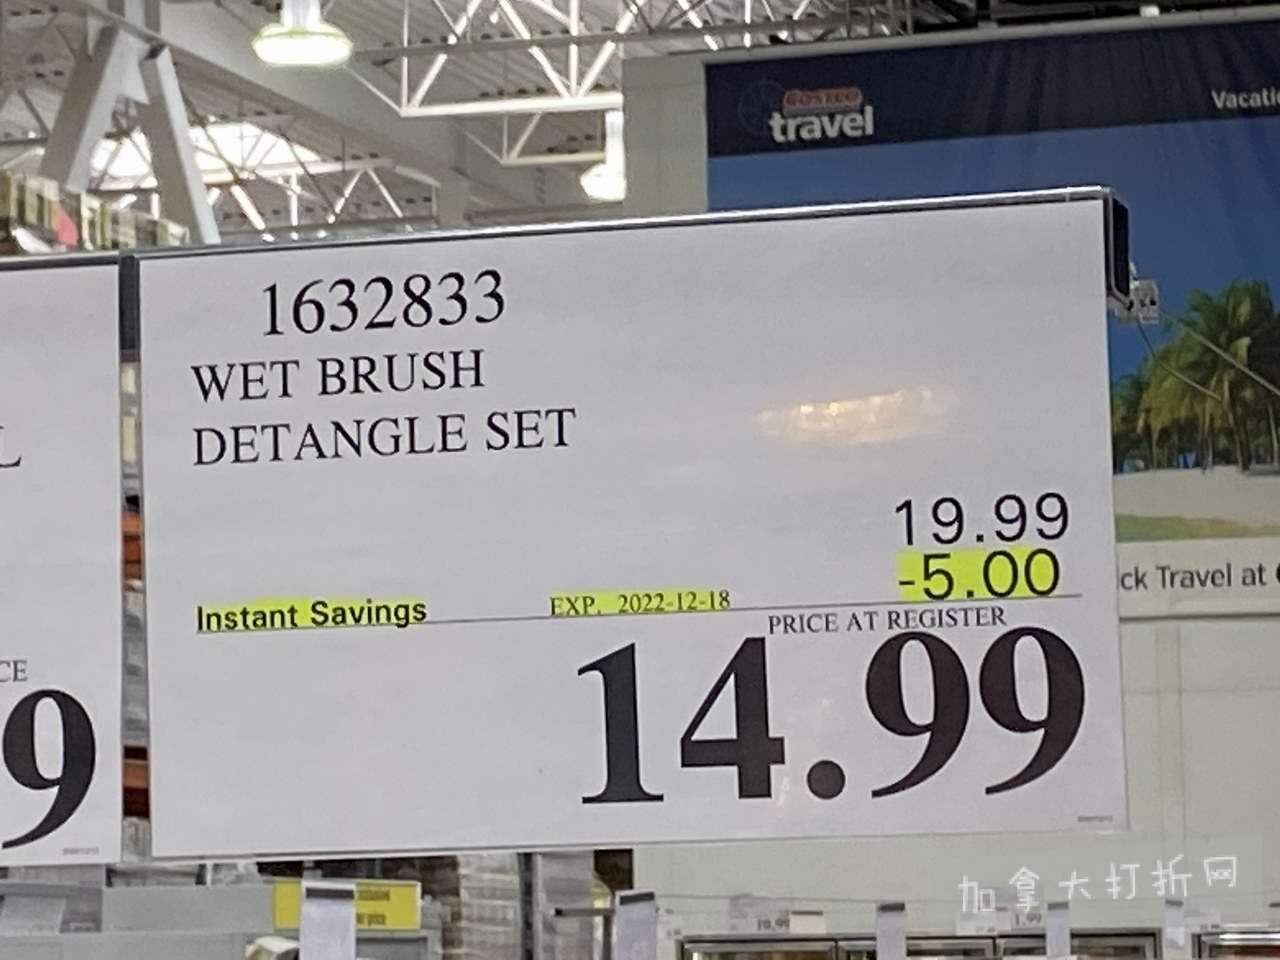 COSTCO
travel
Vacati
1632833
WET BRUSH
DETANGLE SET
19.99
-5.00
Instant Savings
EXP. 2022-12-18
PRICE AT REGISTER
14.99
L
CE
9
ck Travel at
加拿大打折网